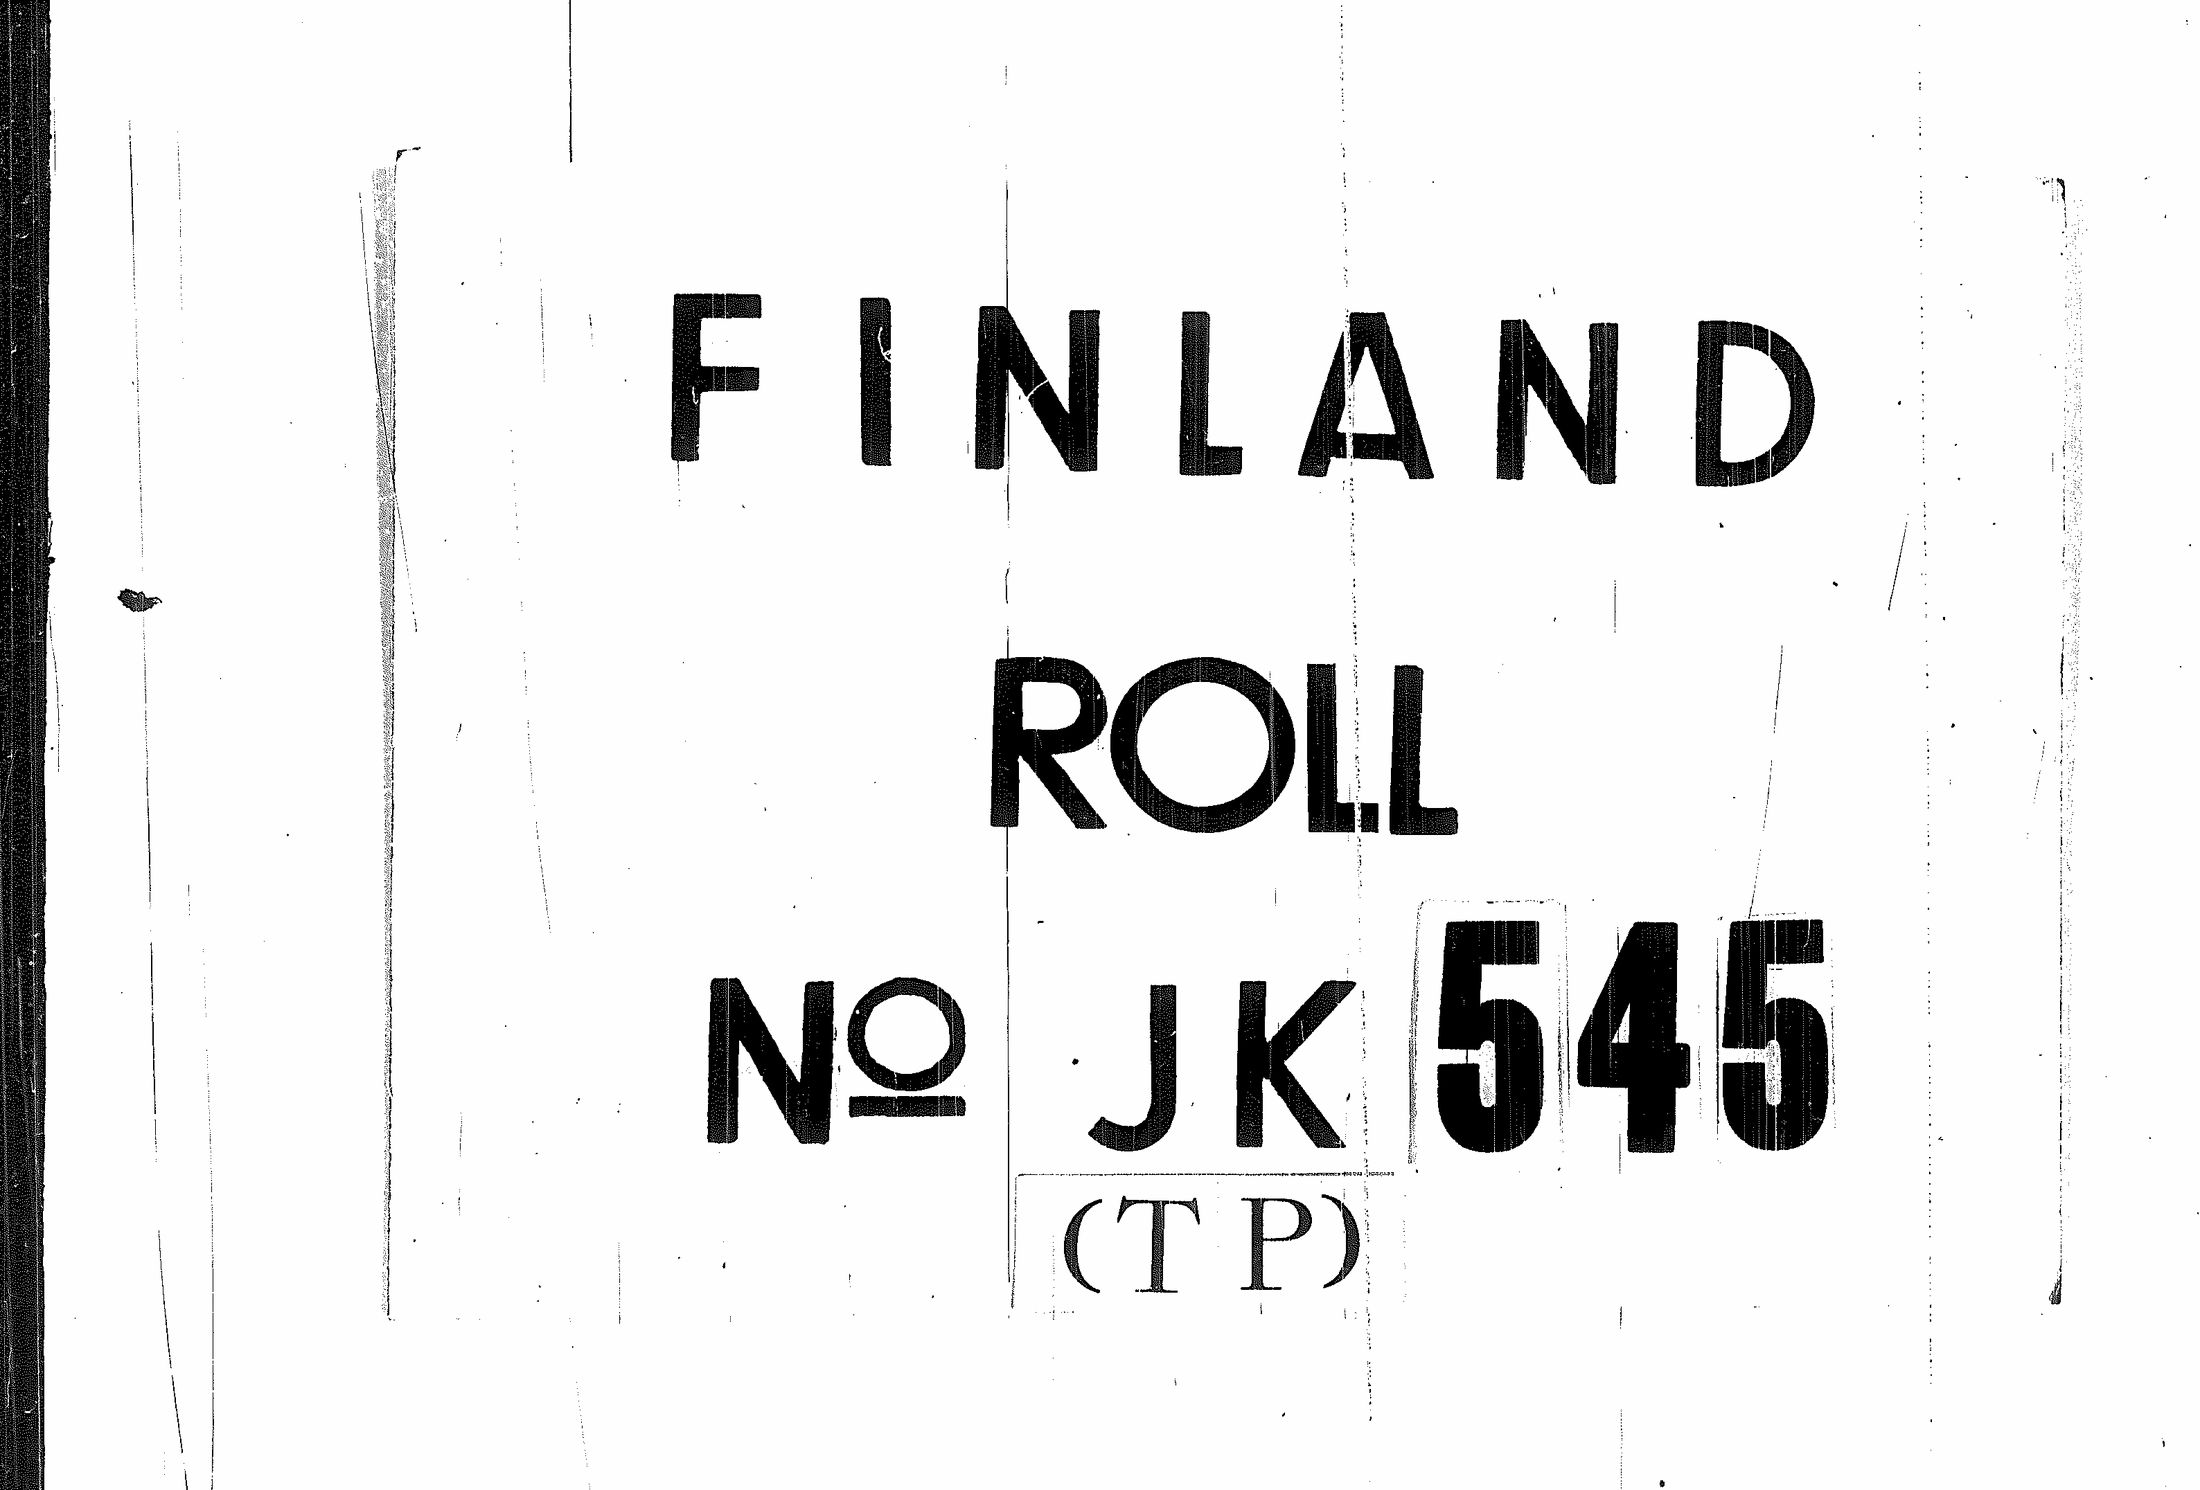 FINLAND
ROLL
Nº JK 545
(TP)